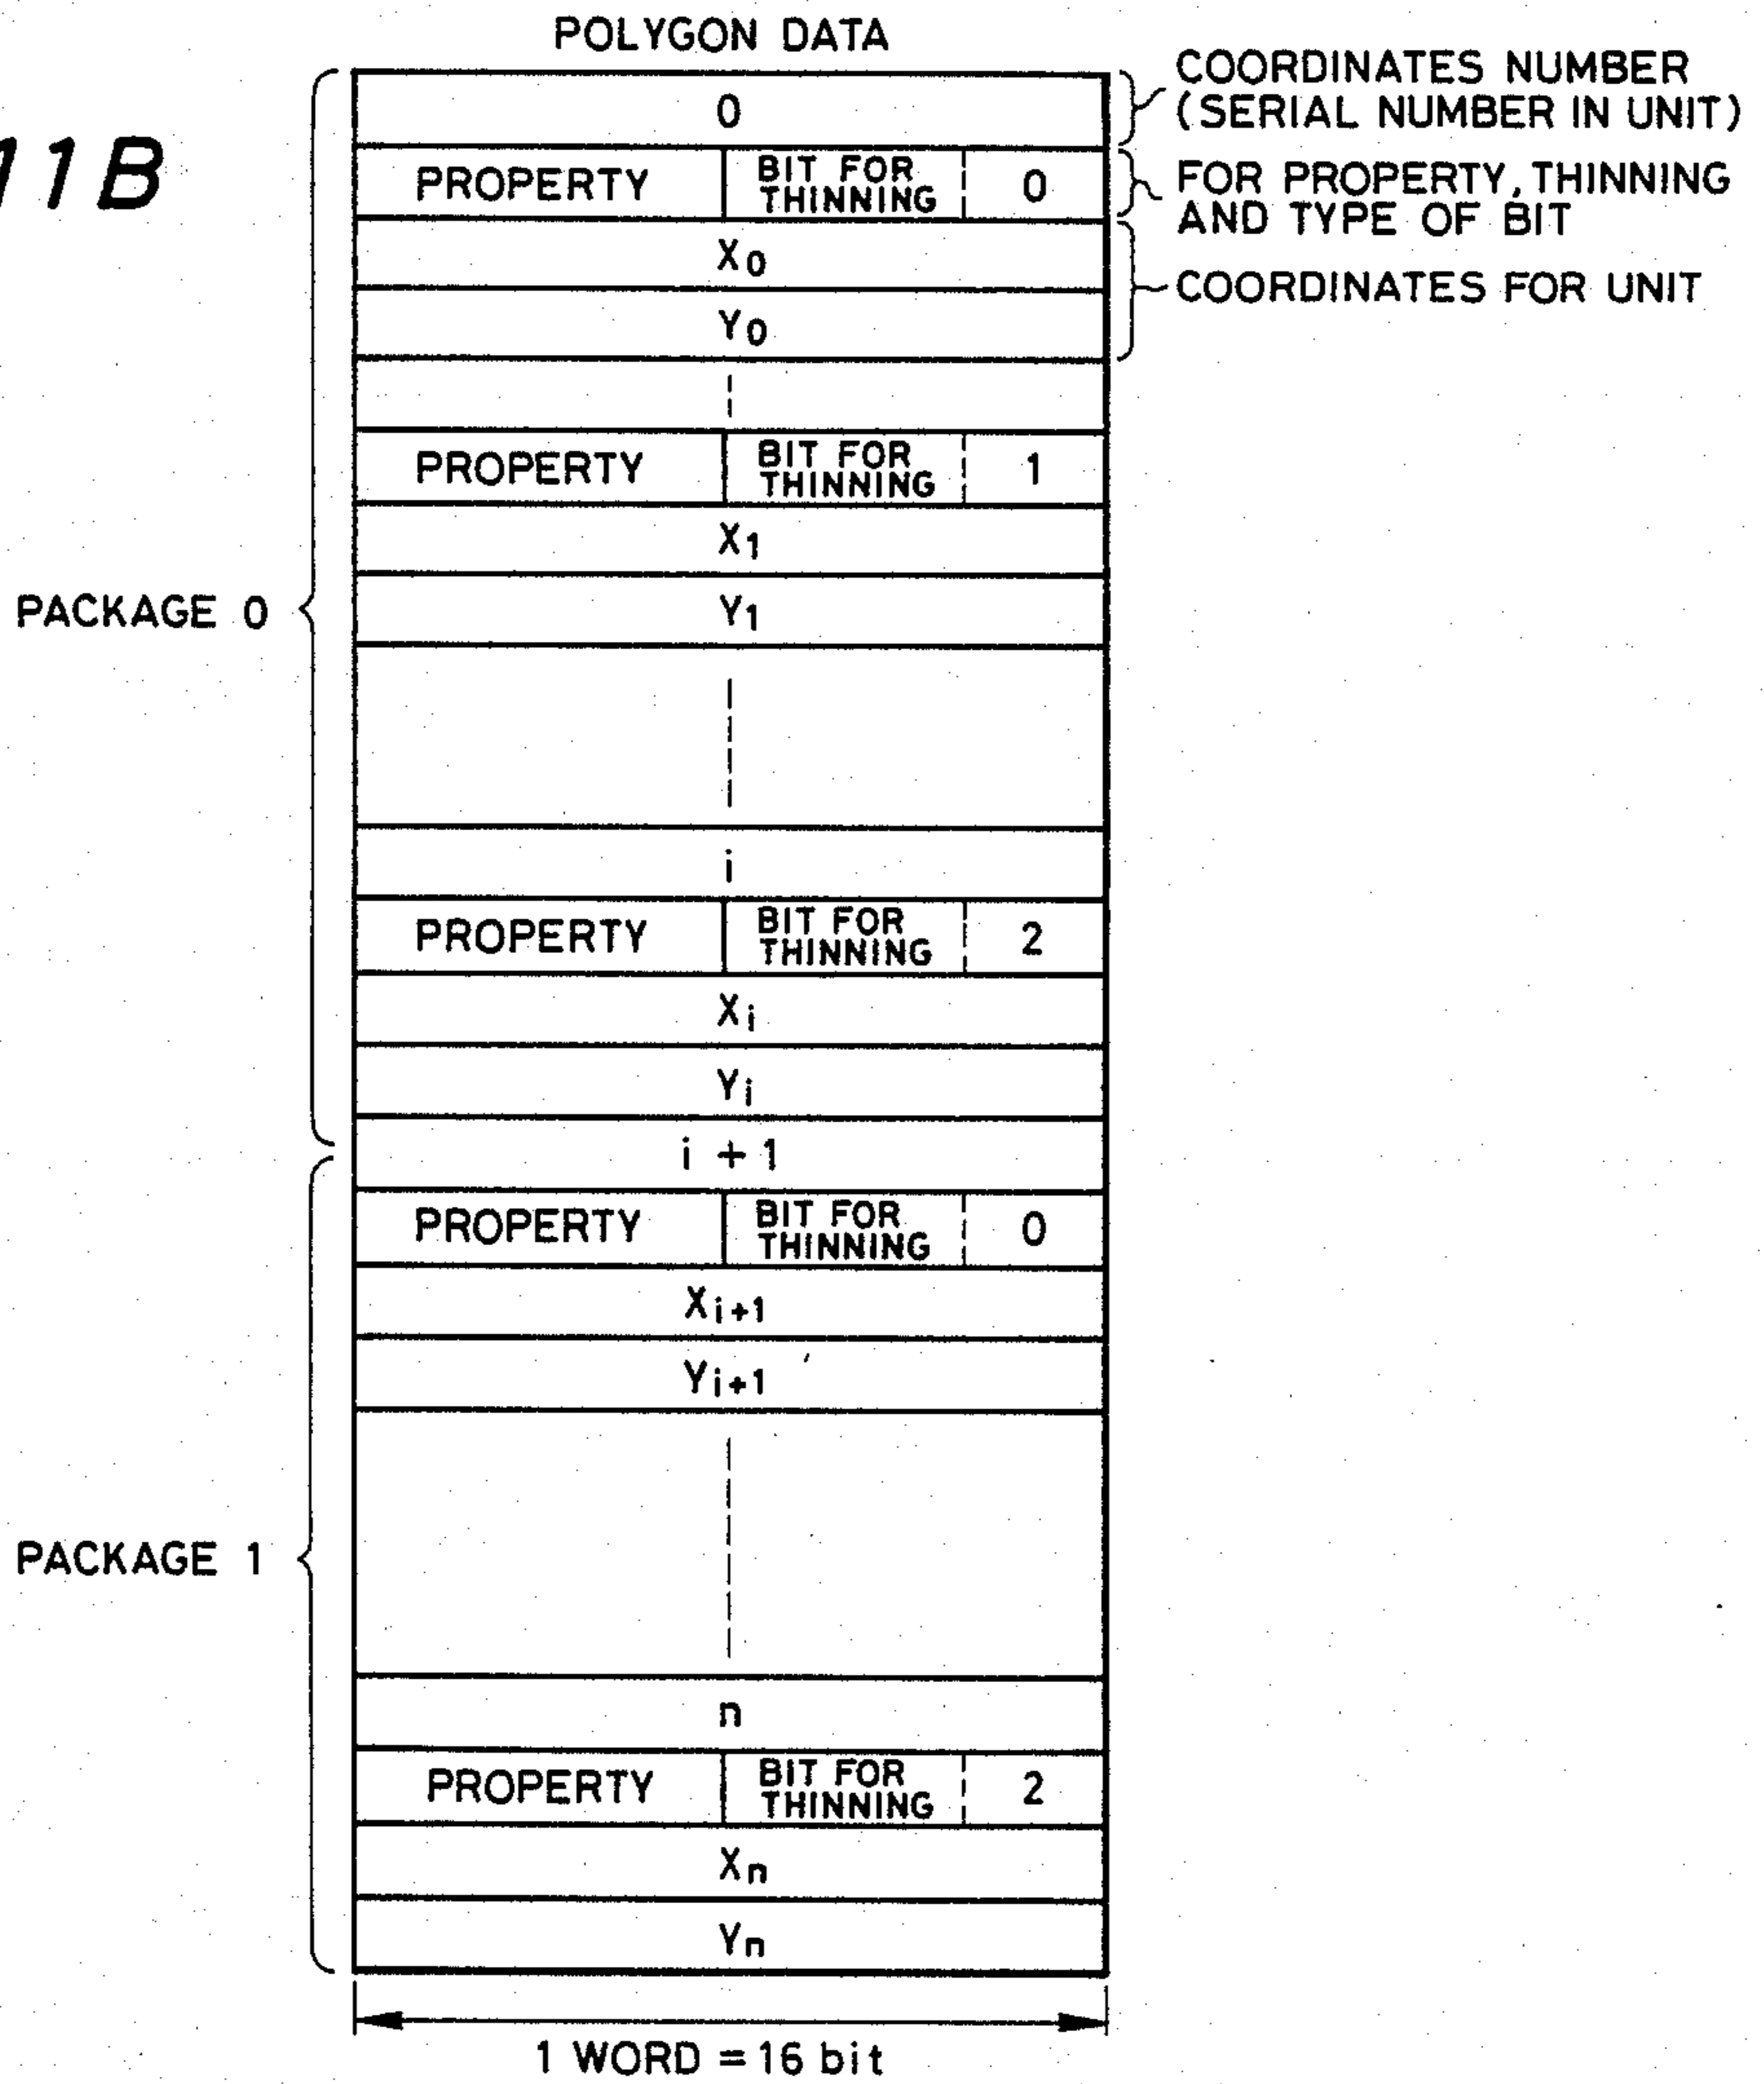 11B
POLYGON DATA
0
COORDINATES NUMBER
(SERIAL NUMBER IN UNIT)
PROPERTY BIT FOR THINNING 0
FOR PROPERTY, THINNING
AND TYPE OF BIT
X0
Y0
COORDINATES FOR UNIT
PROPERTY BIT FOR THINNING 1
X1
Y1
PACKAGE 0
i
PROPERTY BIT FOR THINNING 2
Xi
Yi
i + 1
PROPERTY BIT FOR THINNING 0
Xi+1
Yi+1
PACKAGE 1
n
PROPERTY BIT FOR THINNING 2
Xn
Yn
1 WORD = 16 bit